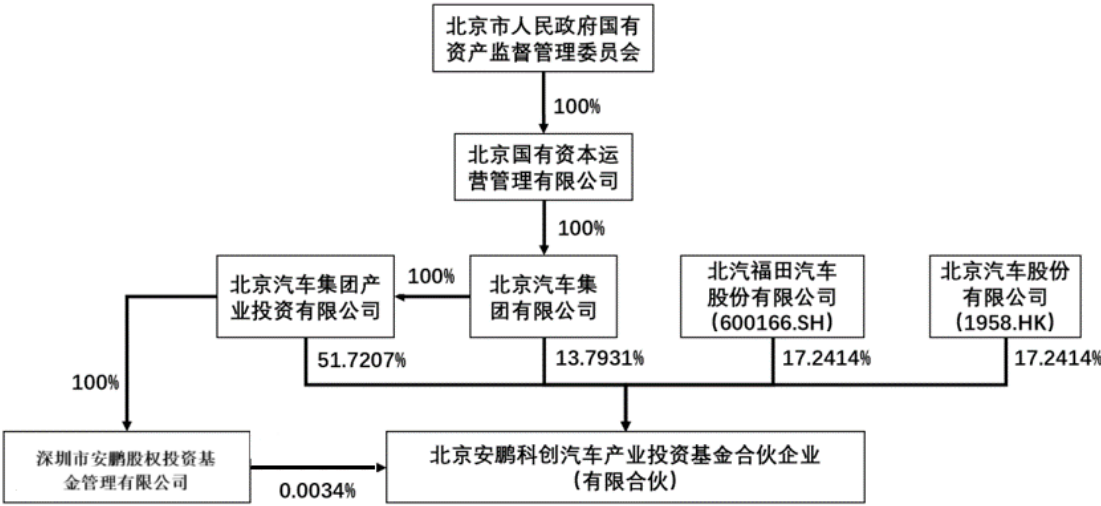 北京市人民政府国有
资产监督管理委员会
100%
北京国有资本运
营管理有限公司
100%
北京汽车集团产
业投资有限公司
100%
北京汽车集
团有限公司
北汽福田汽车
股份有限公司
(600166.SH)
北京汽车股份
有限公司
(1958.HK)
51.7207%
13.7931%
17.2414%
17.2414%
100%
深圳市安鹏股权投资基
金管理有限公司
0.0034%
北京安鹏科创汽车产业投资基金合伙企业
(有限合伙)